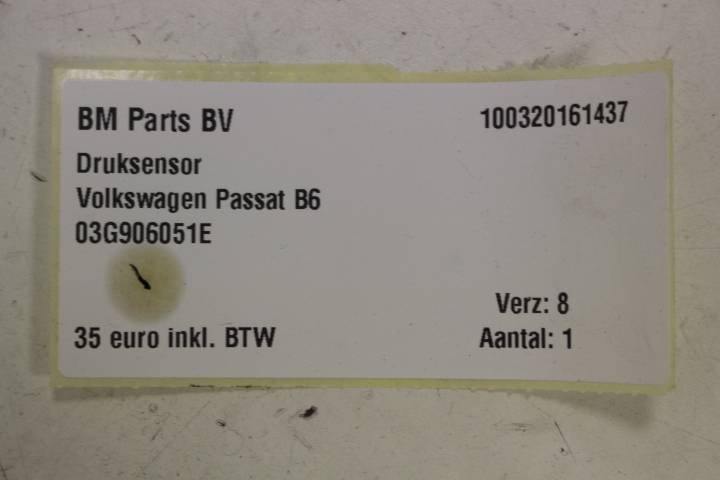 BM Parts BV
100320161437
Druksensor
Volkswagen Passat B6
03G906051E
Verz: 8
35 euro inkl. BTW
Aantal: 1